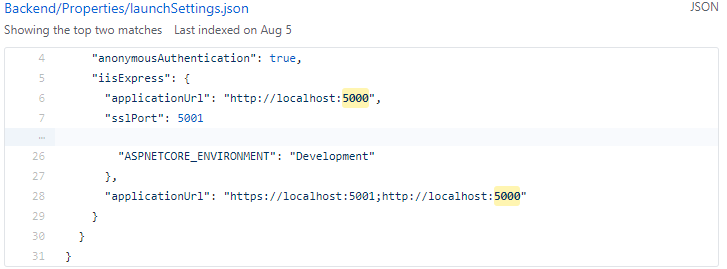 Backend/Properties/launchSettings.json JSON
Showing the top two matches Last indexed on Aug 5
4 "anonymousAuthentication": true,
5 "iisExpress": {
6 "applicationUrl": "http://localhost:5000",
7 "sslPort": 5001
…
26 "ASPNETCORE_ENVIRONMENT": "Development"
27 },
28 "applicationUrl": "https://localhost:5001;http://localhost:5000"
29 }
30 }
31 }